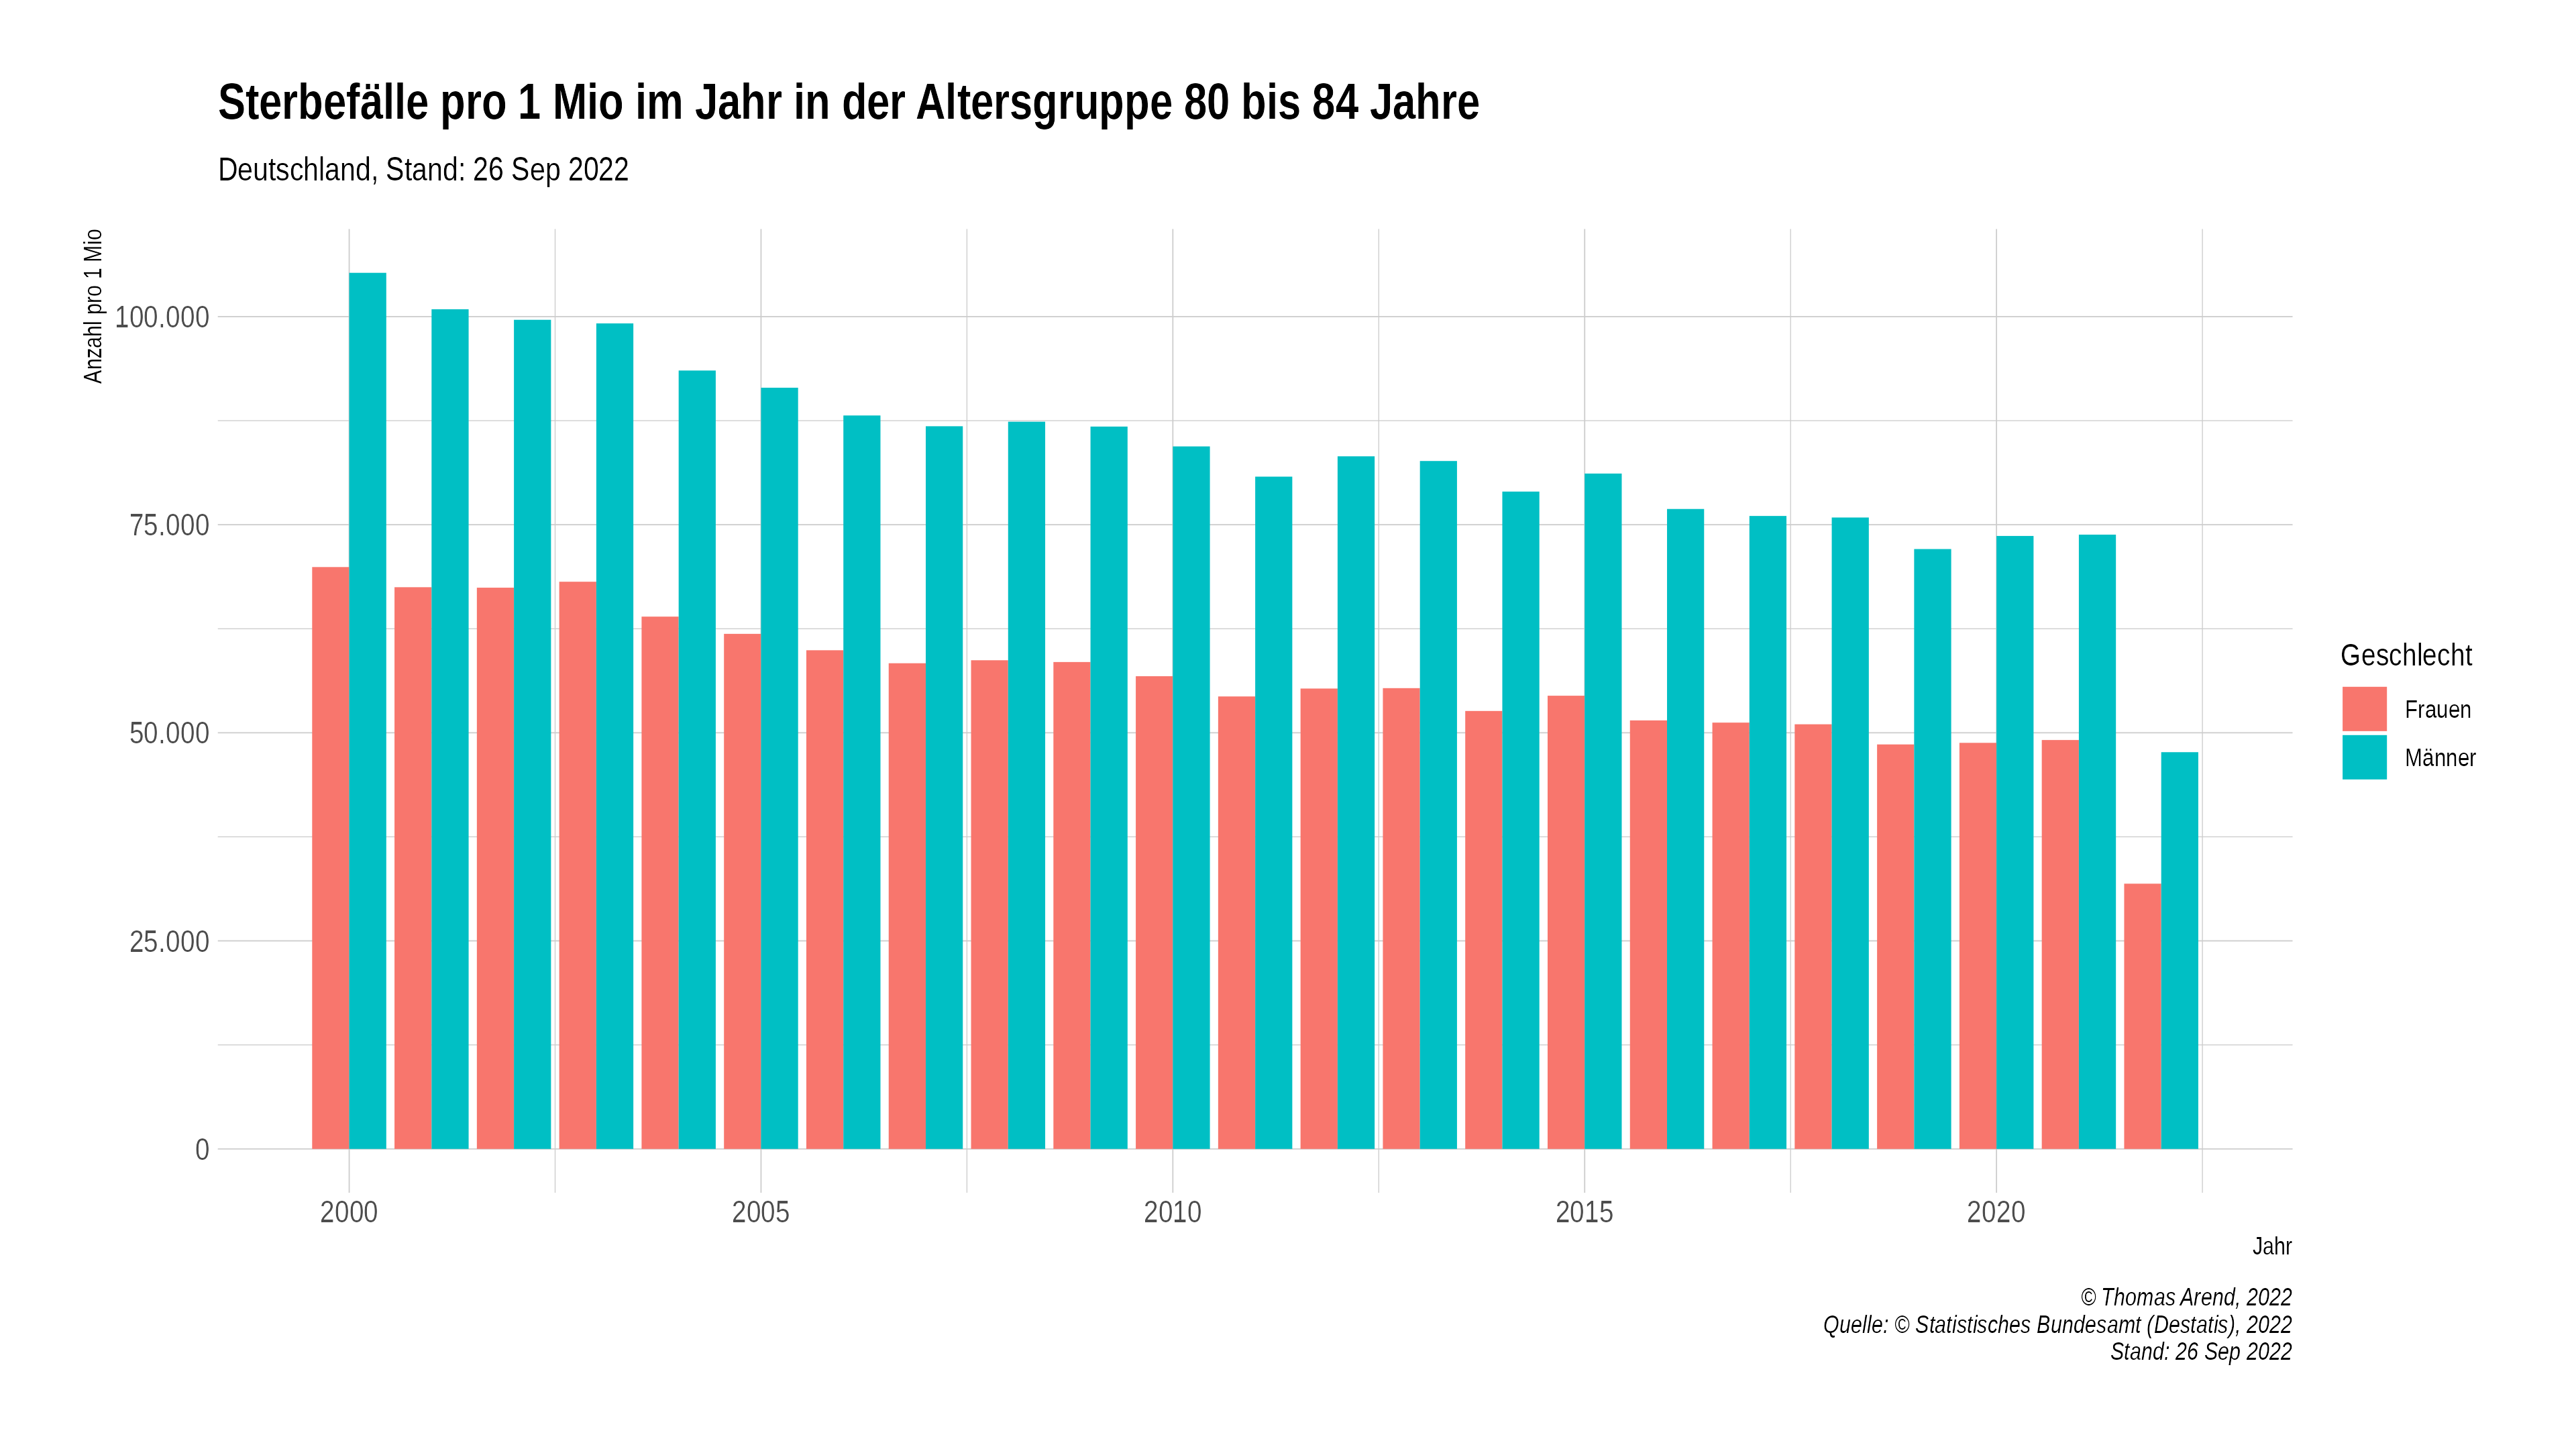 Sterbefälle pro 1 Mio im Jahr in der Altersgruppe 80 bis 84 Jahre
Deutschland, Stand: 26 Sep 2022
Anzahl pro 1 Mio
100.000
75.000
50.000
25.000
0
2000
2005
2010
2015
2020
Jahr
Geschlecht
Frauen
Männer
© Thomas Arend, 2022
Quelle: © Statistisches Bundesamt (Destatis), 2022
Stand: 26 Sep 2022